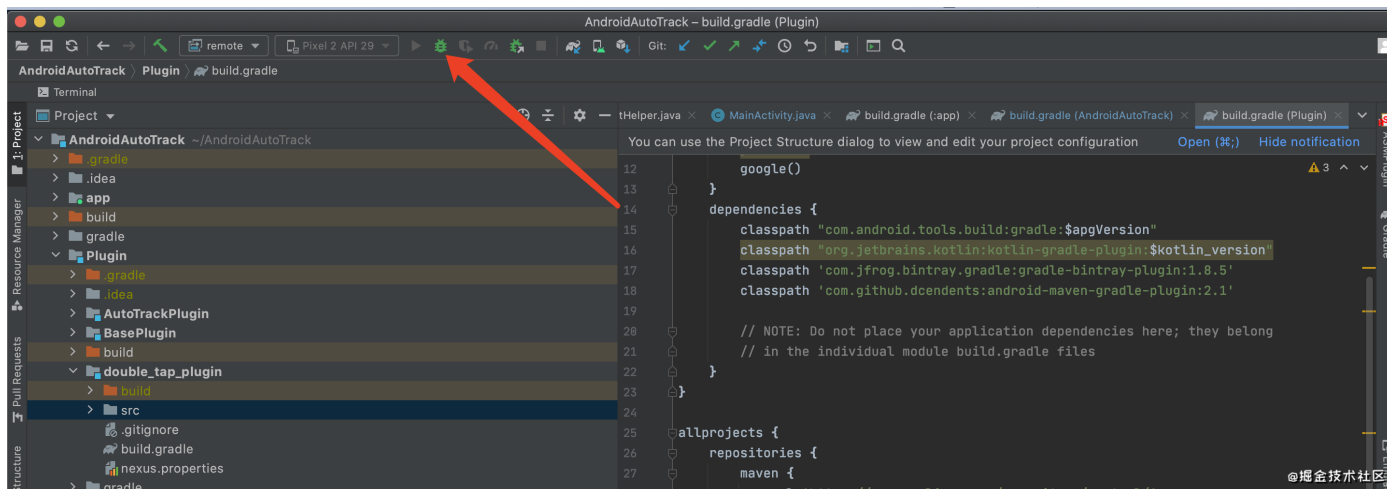 AndroidAutoTrack – build.gradle (Plugin)
remote
Pixel 2 API 29
Git:
AndroidAutoTrack
Plugin
build.gradle
Terminal
1: Project
Resource Manager
Pull Requests
Project
AndroidAutoTrack ~/AndroidAutoTrack
.gradle
.idea
app
build
gradle
Plugin
.gradle
.idea
AutoTrackPlugin
BasePlugin
build
double_tap_plugin
build
src
.gitignore
build.gradle
nexus.properties
gradle
tHelper.java
MainActivity.java
build.gradle (:app)
build.gradle (AndroidAutoTrack)
build.gradle (Plugin)
You can use the Project Structure dialog to view and edit your project configuration
Open (⌘;)
Hide notification
3
12 google()
13 }
14 dependencies {
15 classpath "com.android.tools.build:gradle:$apgVersion"
16 classpath "org.jetbrains.kotlin:kotlin-gradle-plugin:$kotlin_version"
17 classpath 'com.jfrog.bintray.gradle:gradle-bintray-plugin:1.8.5'
18 classpath 'com.github.dcendents:android-maven-gradle-plugin:2.1'
19
20 // NOTE: Do not place your application dependencies here; they belong
21 // in the individual module build.gradle files
22 }
23 }
24
25 allprojects {
26 repositories {
27 maven {
@掘金技术社区